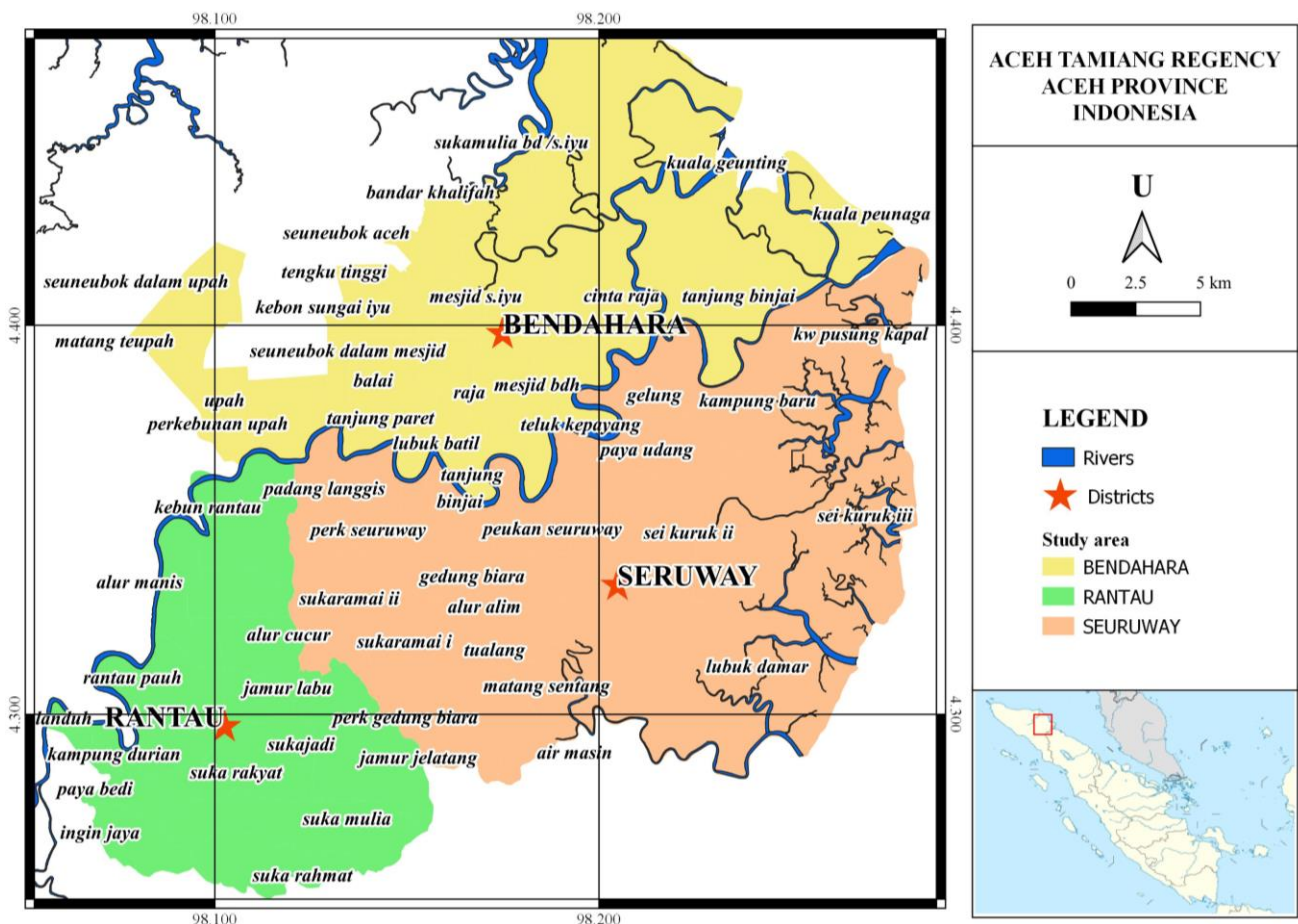 98.100
98.200
sukamulia bd /s.iyu
kuala geunting
bandar khalifah
kuala peunaga
seuneubok aceh
seuneubok dalam upah
tengku tinggi
kebon sungai iyu
mesjid s.iyu
cinta raja
tanjung binjai
4.400
BENDAHARA
4.400
matang teupah
kw pusung kapal
seuneubok dalam mesjid
balai
raja
mesjid bdh
gelung
kampung baru
upah
perkebunan upah
tanjung paret
teluk kepayang
lubuk batil
paya udang
tanjung
binjai
padang langgis
kebun rantau
perk seuruway
peukan seuruway
sei kuruk ii
sei kuruk iii
alur manis
gedung biara
SERUWAY
sukaramai ii
alur alim
alur cucur
sukaramai i
tualang
lubuk damar
rantau pauh
jamur labu
matang sentang
4.300
landuh
RANTAU
perk gedung biara
4.300
kampung durian
sukajadi
jamur jelatang
air masin
suka rakyat
paya bedi
ingin jaya
suka mulia
suka rahmat
98.100
98.200
ACEH TAMIANG REGENCY
ACEH PROVINCE
INDONESIA
U
0 2.5 5 km
LEGEND
Rivers
Districts
Study area
BENDAHARA
RANTAU
SEURUWAY